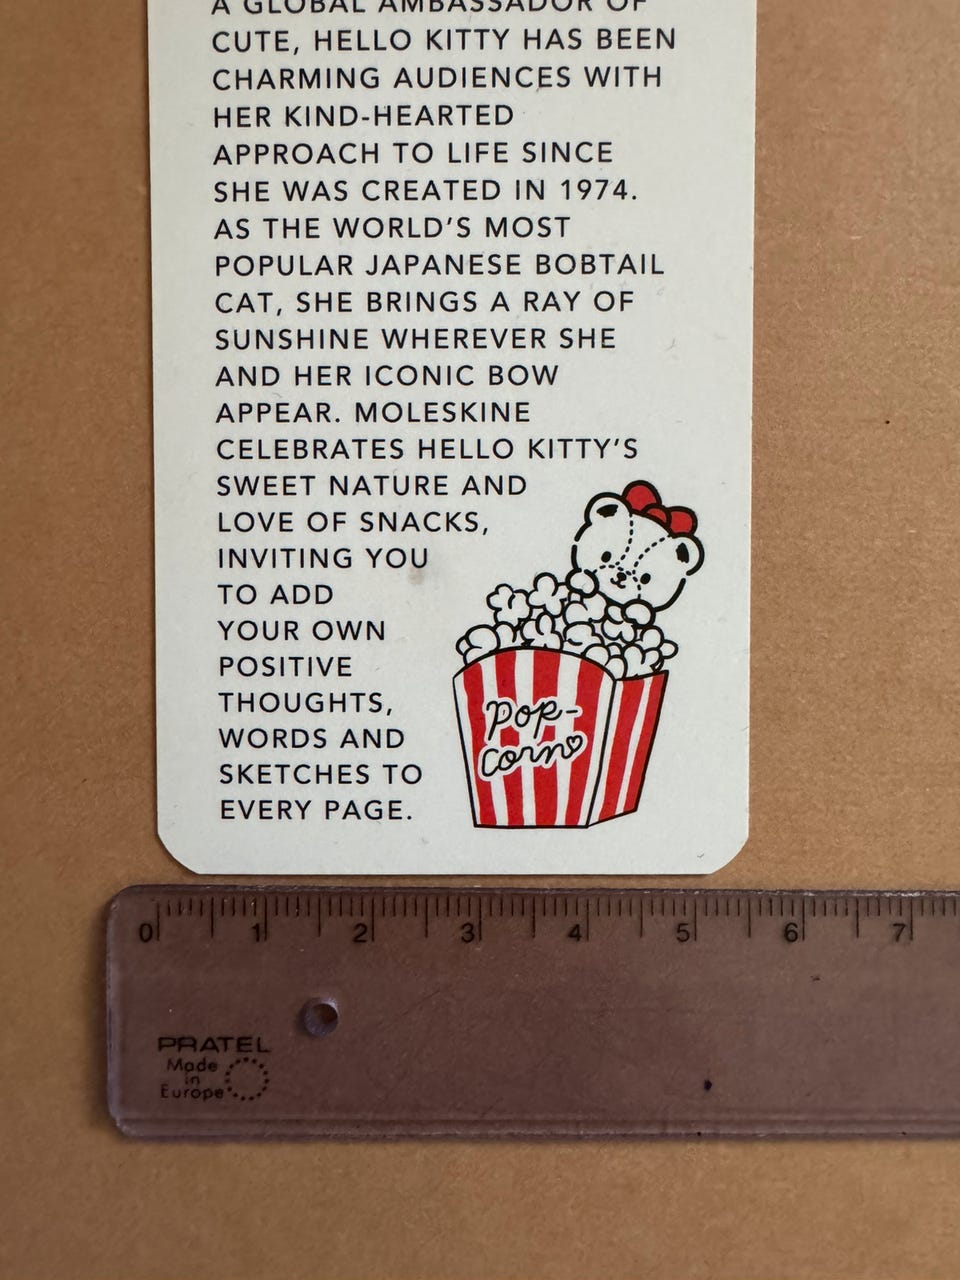 A GLOBAL AMBASSADOR OF
CUTE, HELLO KITTY HAS BEEN
CHARMING AUDIENCES WITH
HER KIND-HEARTED
APPROACH TO LIFE SINCE
SHE WAS CREATED IN 1974.
AS THE WORLD'S MOST
POPULAR JAPANESE BOBTAIL
CAT, SHE BRINGS A RAY OF
SUNSHINE WHEREVER SHE
AND HER ICONIC BOW
APPEAR. MOLESKINE
CELEBRATES HELLO KITTY'S
SWEET NATURE AND
LOVE OF SNACKS,
INVITING YOU
TO ADD
YOUR OWN
POSITIVE
THOUGHTS,
WORDS AND
SKETCHES TO
EVERY PAGE.
Pop-
corn
0 1 2 3 4 5 6 7
PRATEL
Made
in
Europe